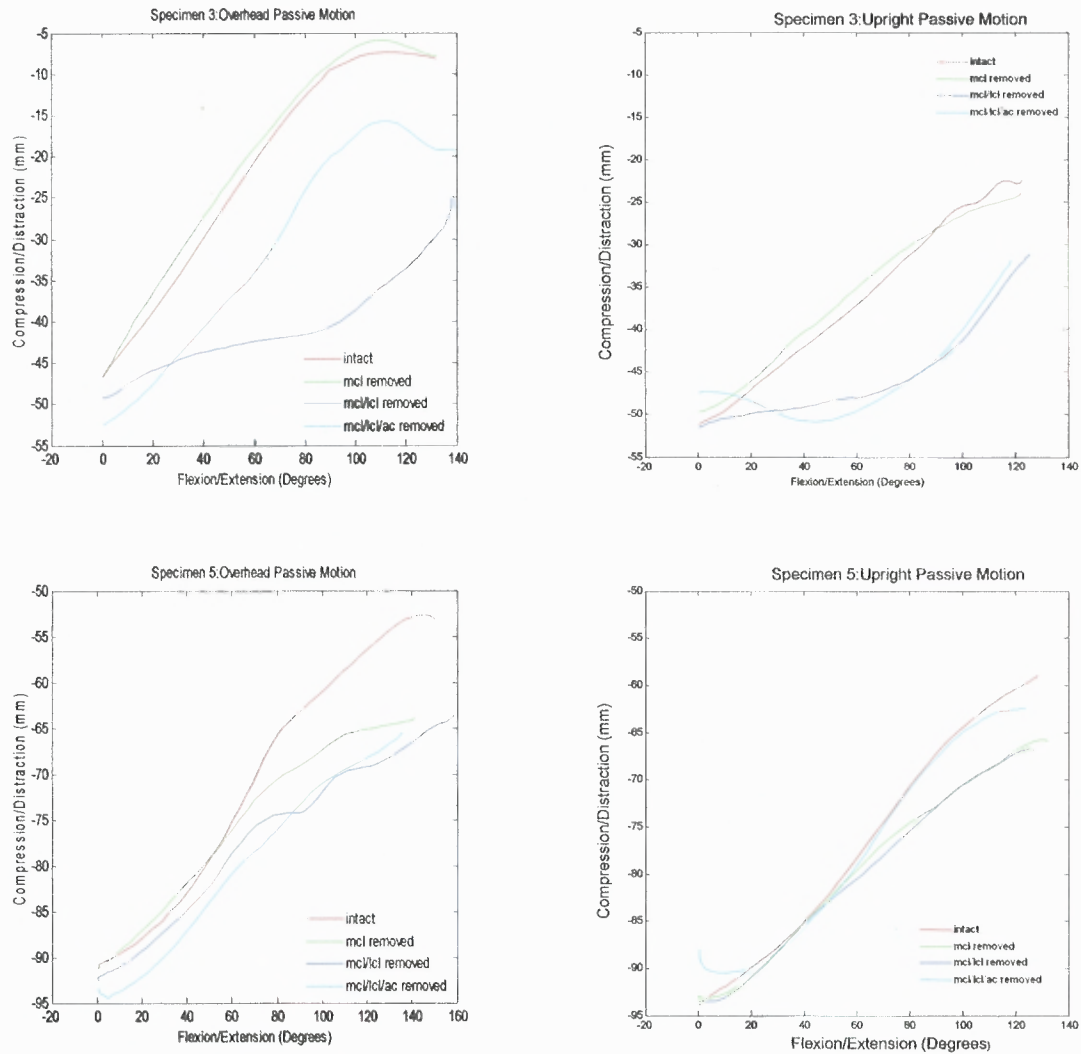 Specimen 3:Overhead Passive Motion
-5
-10
-15
-20
-25
-30
-35
-40
-45
-50
-55
Compression/Distraction (mm)
intact
mcl removed
mcl/lcl removed
mcl/lcl/ac removed
-20 0 20 40 60 80 100 120 140
Flexion/Extension (Degrees)
Specimen 3:Upright Passive Motion
-5
-10
-15
-20
-25
-30
-35
-40
-45
-50
-55
Compression/Distraction (mm)
intact
mcl removed
mcl/lcl removed
mcl/lcl/ac removed
-20 0 20 40 60 80 100 120 140
Flexion/Extension (Degrees)
Specimen 5:Overhead Passive Motion
-50
-55
-60
-65
-70
-75
-80
-85
-90
-95
Compression/Distraction (mm)
intact
mcl removed
mcl/lcl removed
mcl/lcl/ac removed
-20 0 20 40 60 80 100 120 140 160
Flexion/Extension (Degrees)
Specimen 5:Upright Passive Motion
-50
-55
-60
-65
-70
-75
-80
-85
-90
-95
Compression/Distraction (mm)
intact
mcl removed
mcl/lcl removed
mcl/lcl/ac removed
-20 0 20 40 60 80 100 120 140
Flexion/Extension (Degrees)